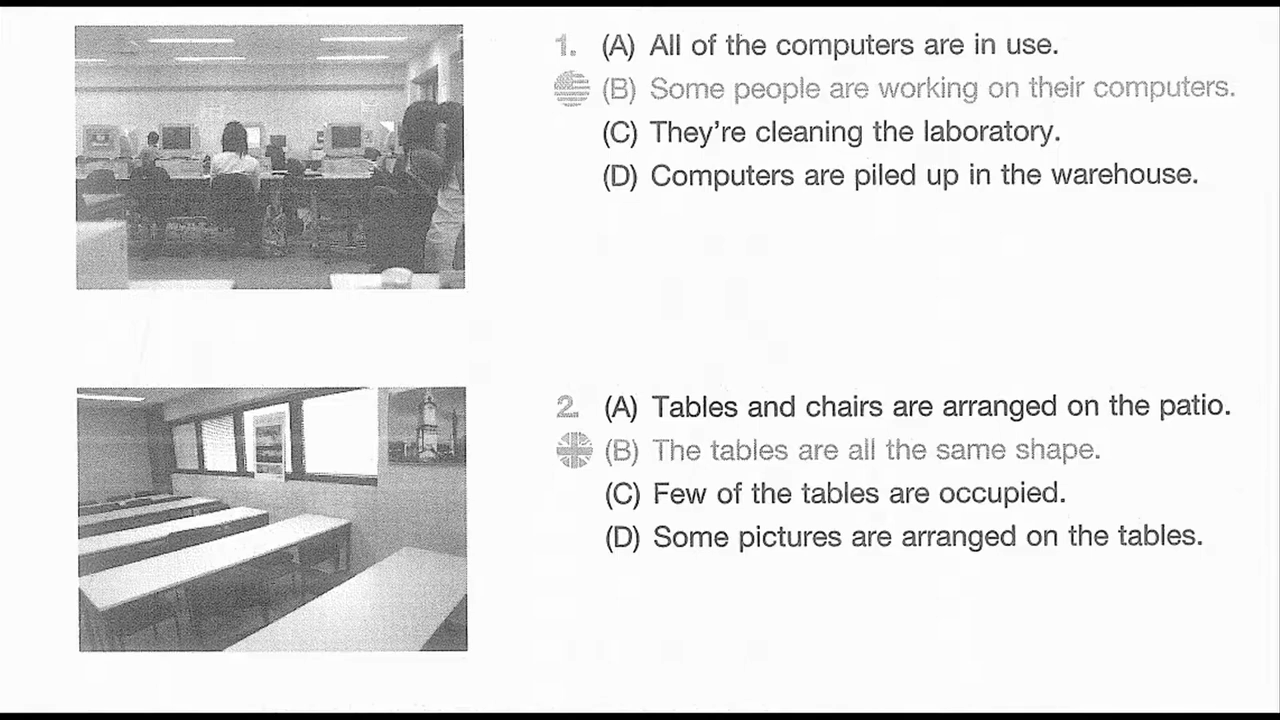 1. (A) All of the computers are in use.
(B) Some people are working on their computers.
(C) They're cleaning the laboratory.
(D) Computers are piled up in the warehouse.
2. (A) Tables and chairs are arranged on the patio.
(B) The tables are all the same shape.
(C) Few of the tables are occupied.
(D) Some pictures are arranged on the tables.